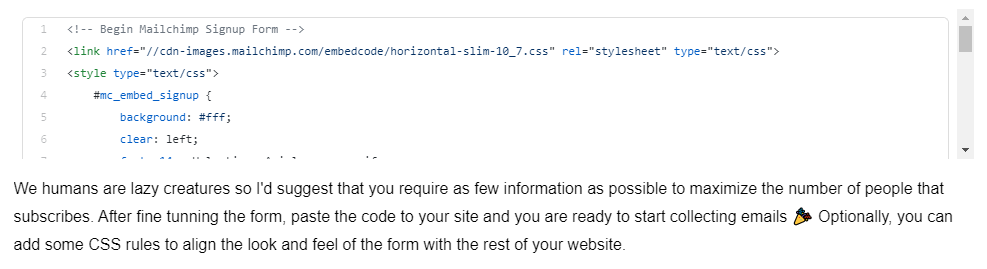 1 <!-- Begin Mailchimp Signup Form -->
2 <link href="//cdn-images.mailchimp.com/embedcode/horizontal-slim-10_7.css" rel="stylesheet" type="text/css">
3 <style type="text/css">
4 #mc_embed_signup {
5 background: #fff;
6 clear: left;
We humans are lazy creatures so I'd suggest that you require as few information as possible to maximize the number of people that
subscribes. After fine tunning the form, paste the code to your site and you are ready to start collecting emails 🎉 Optionally, you can
add some CSS rules to align the look and feel of the form with the rest of your website.